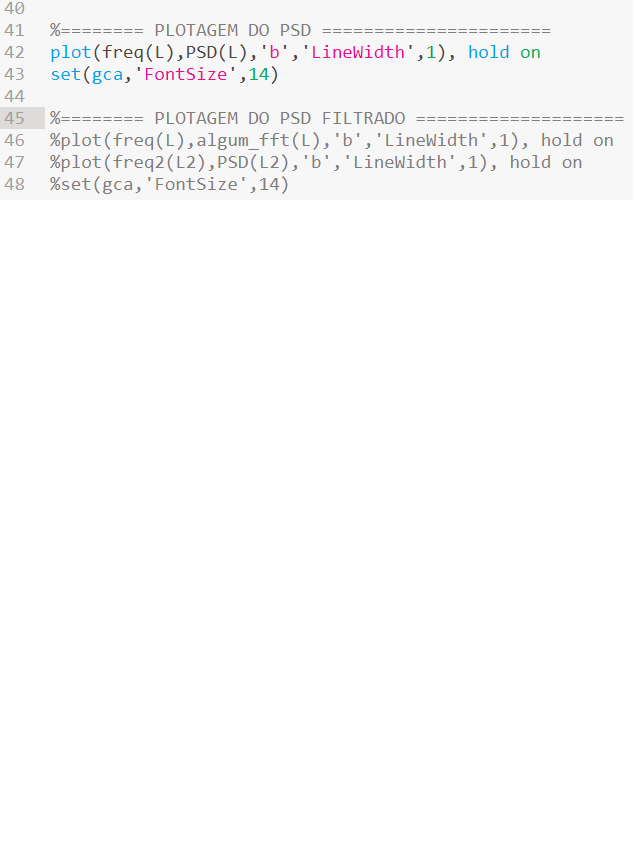 40
41 %======== PLOTAGEM DO PSD ======================
42 plot(freq(L),PSD(L),'b','LineWidth',1), hold on
43 set(gca,'FontSize',14)
44
45 %======== PLOTAGEM DO PSD FILTRADO ====================
46 %plot(freq(L),algum_fft(L),'b','LineWidth',1), hold on
47 %plot(freq2(L2),PSD(L2),'b','LineWidth',1), hold on
48 %set(gca,'FontSize',14)